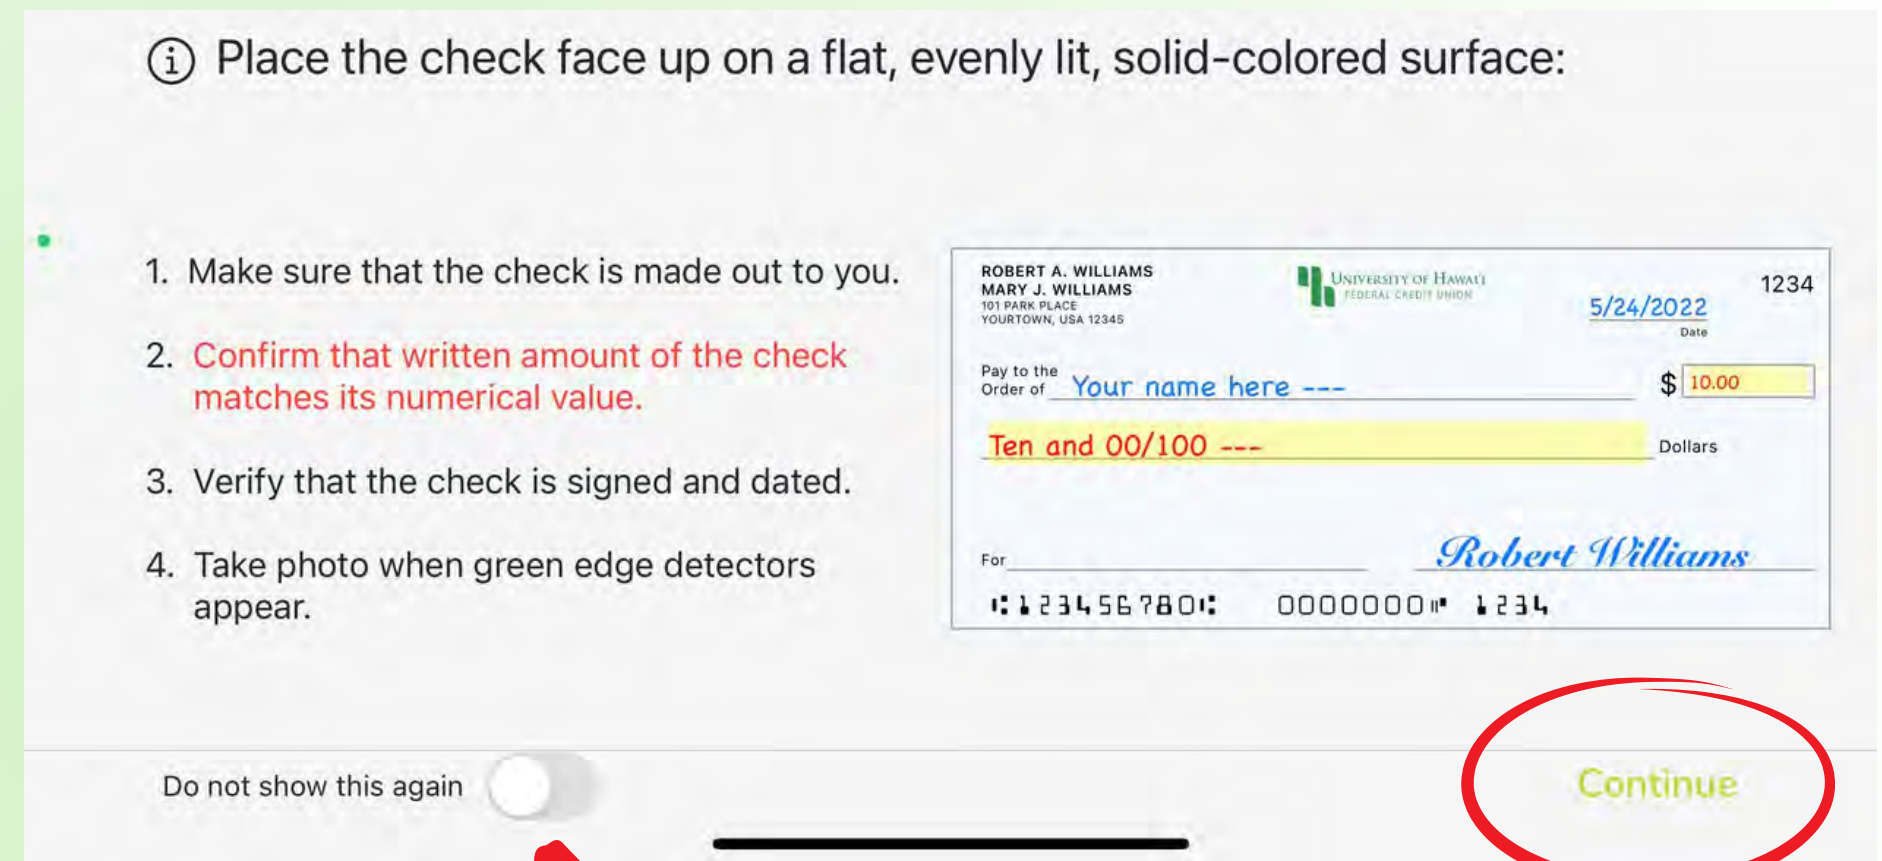 Place the check face up on a flat, evenly lit, solid-colored surface:
1. Make sure that the check is made out to you.
2. Confirm that written amount of the check
matches its numerical value.
3. Verify that the check is signed and dated.
4. Take photo when green edge detectors
appear.
ROBERT A. WILLIAMS
MARY J. WILLIAMS
101 PARK PLACE
YOURTOWN, USA 12345
UNIVERSITY OF HAWAI'I
FEDERAL CREDIT UNION
1234
5/24/2022
Date
Pay to the
Order of Your name here ---
$ 10.00
Ten and 00/100 --- Dollars
For
Robert Williams
⑆123456780⑆ 0000000⑈ 1234
Do not show this again
Continue